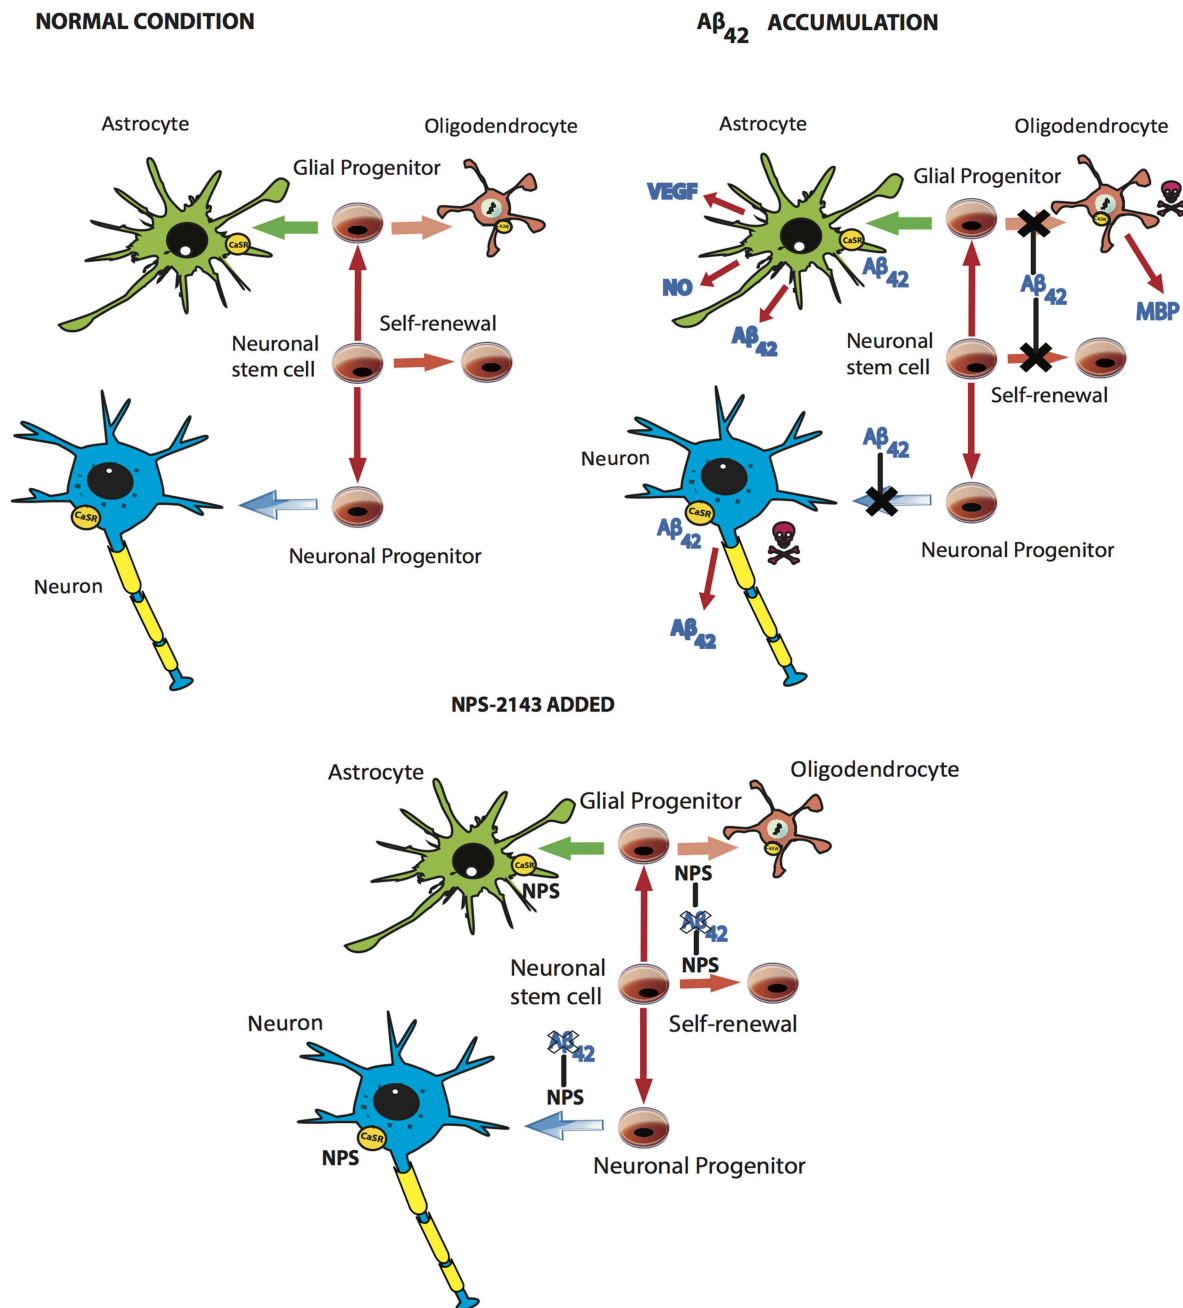 NORMAL CONDITION
Astrocyte
Oligodendrocyte
Glial Progenitor
CaSR
CaSR
Self-renewal
Neuronal
stem cell
CaSR
Neuronal Progenitor
Neuron
Aβ42 ACCUMULATION
Astrocyte
Oligodendrocyte
Glial Progenitor
VEGF
CaSR
CaSR
Aβ42
NO
Aβ42
MBP
Aβ42
Neuronal
stem cell
Self-renewal
Aβ42
Neuron
CaSR
Aβ42
Neuronal Progenitor
Aβ42
NPS-2143 ADDED
Astrocyte
Oligodendrocyte
Glial Progenitor
CaSR
CaSR
NPS
NPS
Aβ42
NPS
Neuronal
stem cell
Self-renewal
Neuron
Aβ42
NPS
CaSR
NPS
Neuronal Progenitor